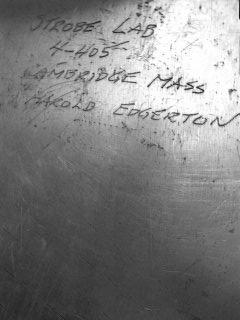 STROBE LAB
4-405
CAMBRIDGE MASS
HAROLD EDGERTON